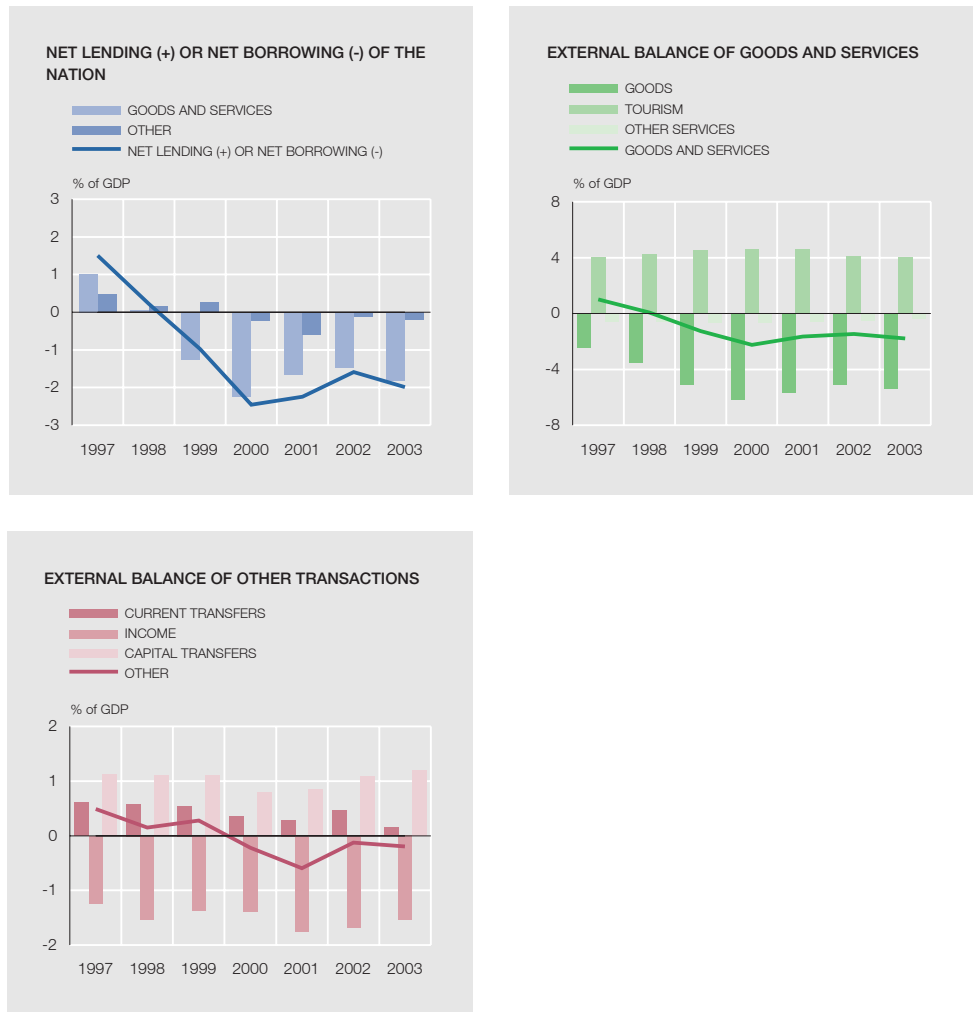 NET LENDING (+) OR NET BORROWING (-) OF THE
NATION
GOODS AND SERVICES
OTHER
NET LENDING (+) OR NET BORROWING (-)
% of GDP
3
2
1
0
-1
-2
-3
1997 1998 1999 2000 2001 2002 2003
EXTERNAL BALANCE OF GOODS AND SERVICES
GOODS
TOURISM
OTHER SERVICES
GOODS AND SERVICES
% of GDP
8
4
0
-4
-8
1997 1998 1999 2000 2001 2002 2003
EXTERNAL BALANCE OF OTHER TRANSACTIONS
CURRENT TRANSFERS
INCOME
CAPITAL TRANSFERS
OTHER
% of GDP
2
1
0
-1
-2
1997 1998 1999 2000 2001 2002 2003